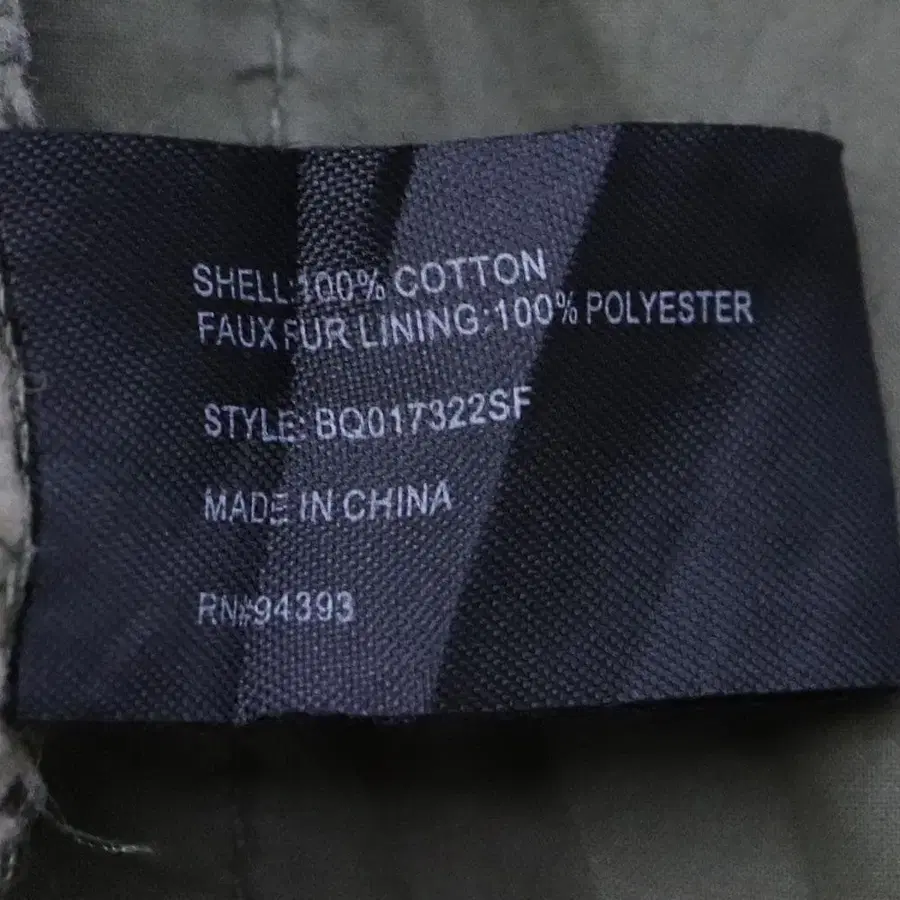 SHELL:100% COTTON
FAUX FUR LINING:100% POLYESTER
STYLE: BQ017322SF
MADE IN CHINA
RN#94393